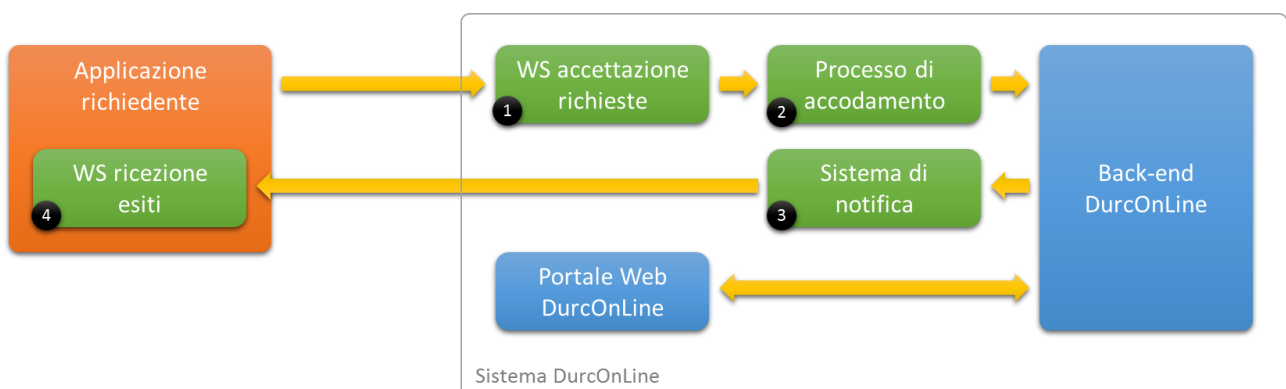 Applicazione
richiedente
WS accettazione
richieste
1
Processo di
accodamento
2
WS ricezione
esiti
4
Sistema di
notifica
3
Back-end
DurcOnLine
Portale Web
DurcOnLine
Sistema DurcOnLine